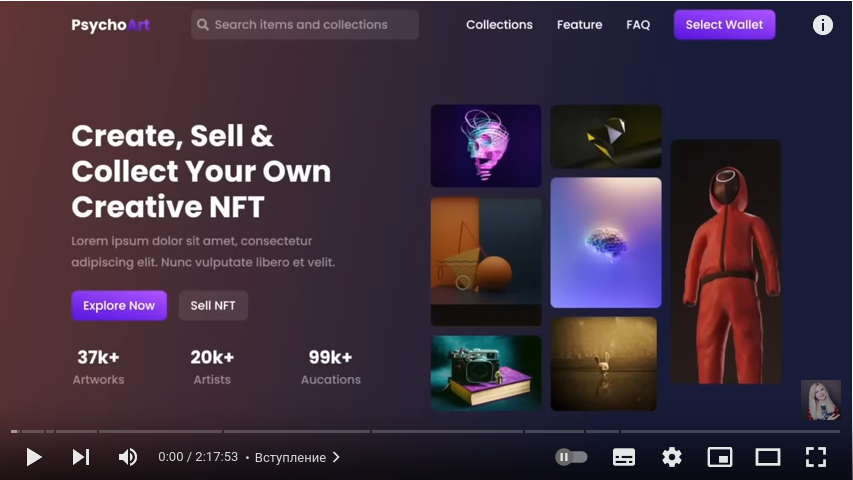 PsychoArt
Search items and collections
Collections
Feature
FAQ
Select Wallet
Create, Sell &
Collect Your Own
Creative NFT
Lorem ipsum dolor sit amet, consectetur
adipiscing elit. Nunc vulputate libero et velit.
Explore Now
Sell NFT
37k+
20k+
99k+
Artworks
Artists
Aucations
0:00 / 2:17:53 • Вступление